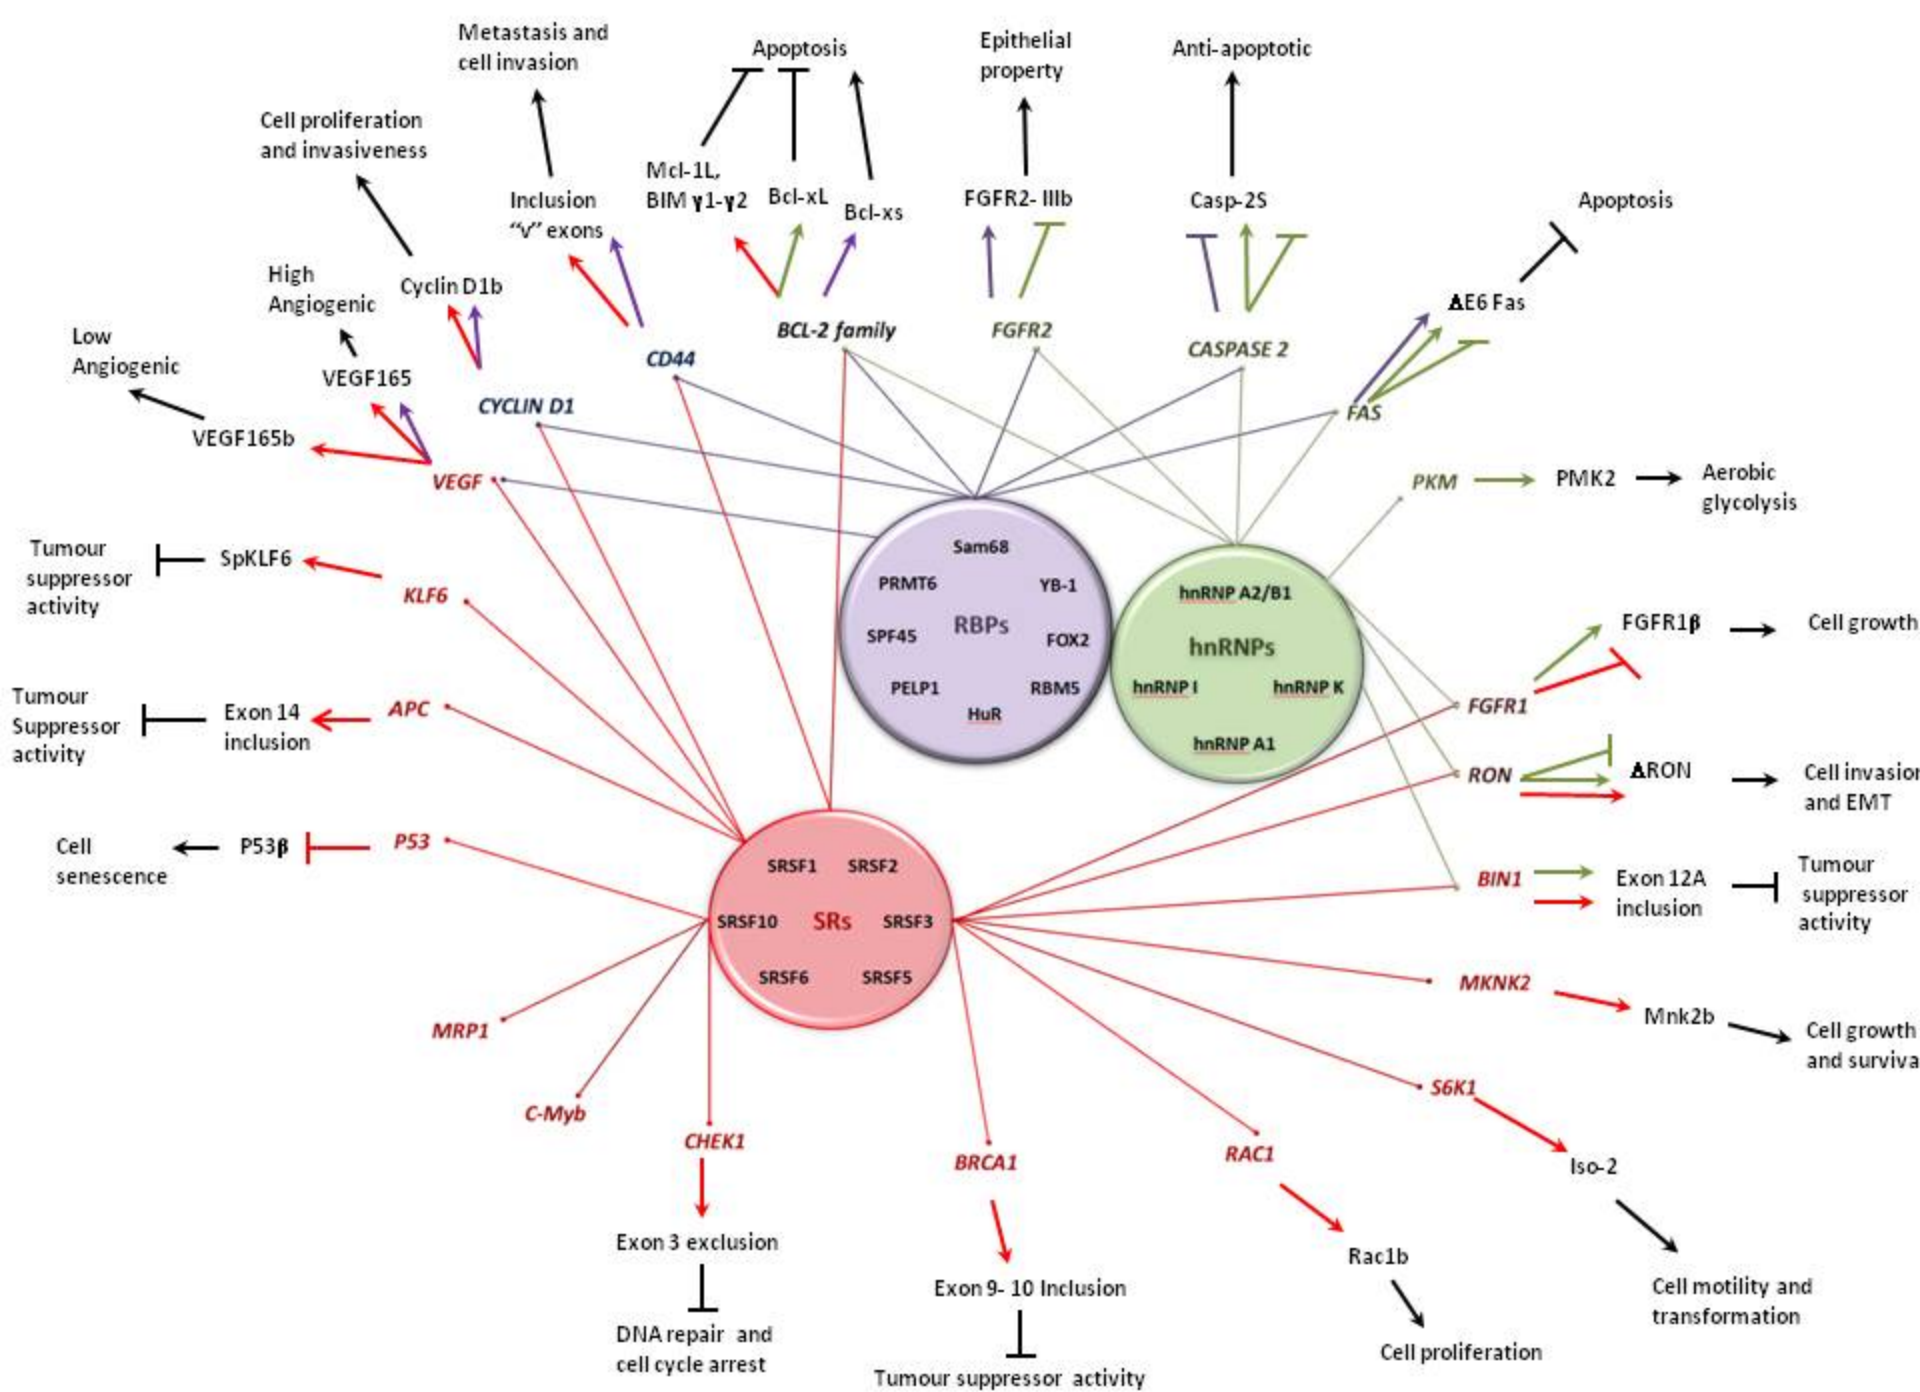 Metastasis and
cell invasion
Apoptosis
Epithelial
property
Anti-apoptotic
Cell proliferation
and invasiveness
Mcl-1L,
BIM γ1-γ2
Bcl-xL
Bcl-xs
FGFR2- IIIb
Casp-2S
Apoptosis
Inclusion
“v” exons
High
Angiogenic
Cyclin D1b
ΔE6 Fas
Low
Angiogenic
VEGF165
BCL-2 family
FGFR2
CASPASE 2
CD44
CYCLIN D1
FAS
VEGF165b
VEGF
PKM
PMK2
Aerobic
glycolysis
Tumour
suppressor
activity
SpKLF6
KLF6
Sam68
PRMT6
YB-1
RBPs
SPF45
FOX2
PELP1
RBM5
HuR
hnRNP A2/B1
hnRNPs
hnRNP I
hnRNP K
hnRNP A1
FGFR1β
Cell growth
FGFR1
Tumour
Suppressor
activity
Exon 14
inclusion
APC
RON
ΔRON
Cell invasion
and EMT
Cell
senescence
P53β
P53
SRSF1
SRSF2
SRSF10
SRs
SRSF3
SRSF6
SRSF5
BIN1
Exon 12A
inclusion
Tumour
suppressor
activity
MKNK2
Mnk2b
Cell growth
and surviva
MRP1
C-Myb
CHEK1
BRCA1
RAC1
S6K1
Iso-2
Exon 3 exclusion
Exon 9- 10 Inclusion
Rac1b
Cell motility and
transformation
DNA repair and
cell cycle arrest
Tumour suppressor activity
Cell proliferation